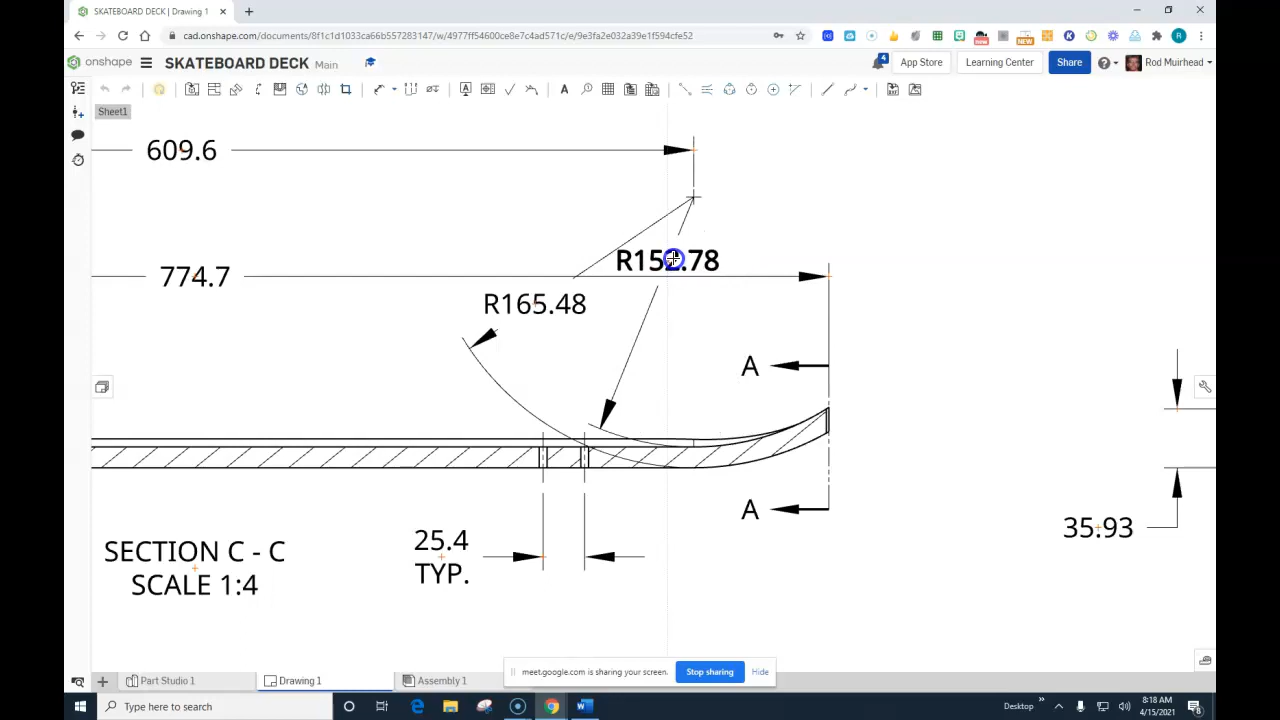 SKATEBOARD DECK | Drawing 1
cad.onshape.com/documents/8f1c1d1033ca66b557283147/w/4977ff54600ce8e7c4ad571c/e/9e3fa2e032a39e1f594cfe52
onshape
SKATEBOARD DECK Main
4
App Store
Learning Center
Share
Rod Muirhead
Sheet1
609.6
R152.78
774.7
R165.48
A
A
25.4
TYP.
35.93
SECTION C - C
SCALE 1:4
meet.google.com is sharing your screen.
Stop sharing
Hide
Part Studio 1
Drawing 1
Assembly 1
Type here to search
Desktop
8:18 AM
4/15/2021